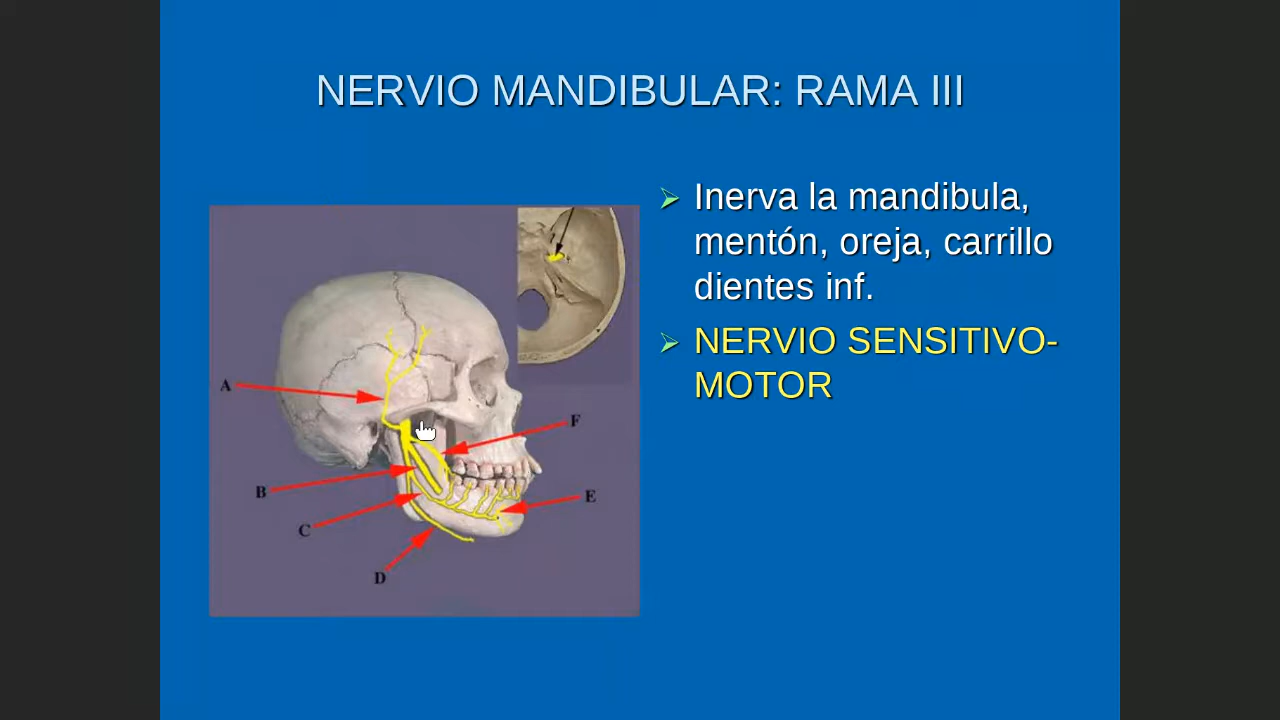 NERVIO MANDIBULAR: RAMA III
Inerva la mandibula,
mentón, oreja, carrillo
dientes inf.
NERVIO SENSITIVO-
MOTOR
A
F
B
E
C
D